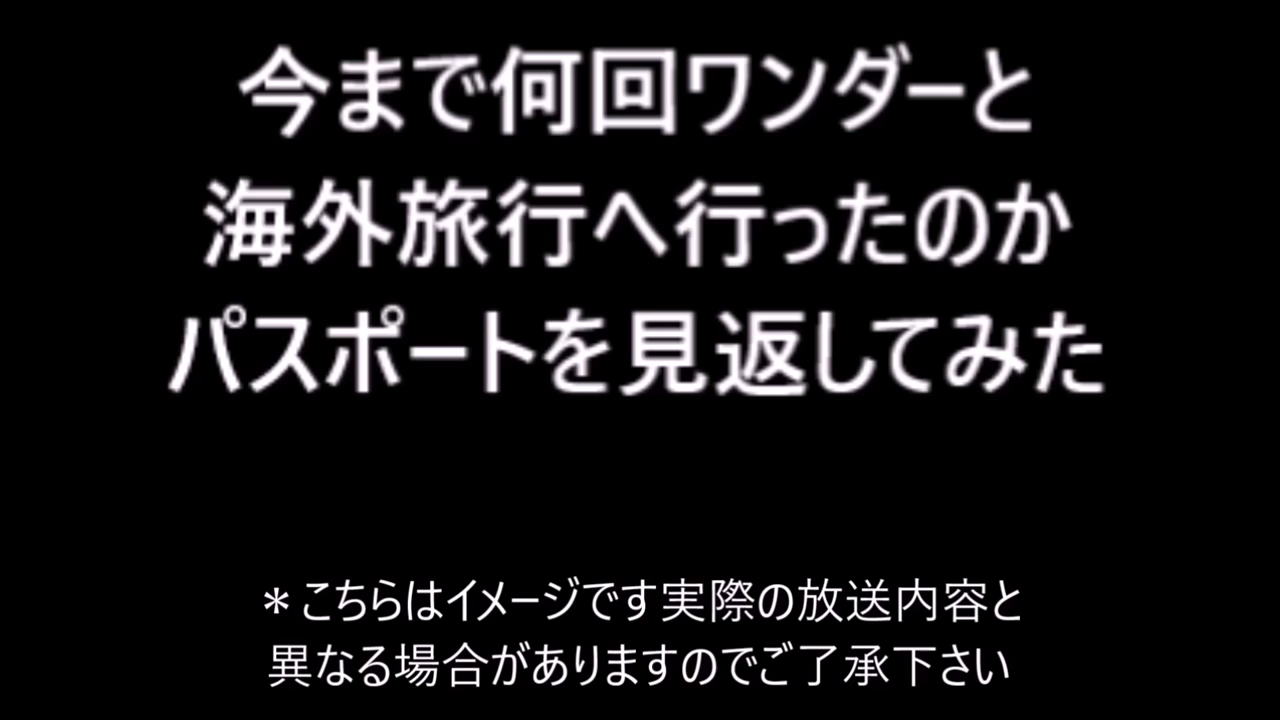 今まで何回ワンダーと
海外旅行へ行ったのか
パスポートを見返してみた
＊こちらはイメージです実際の放送内容と
異なる場合がありますのでご了承下さい